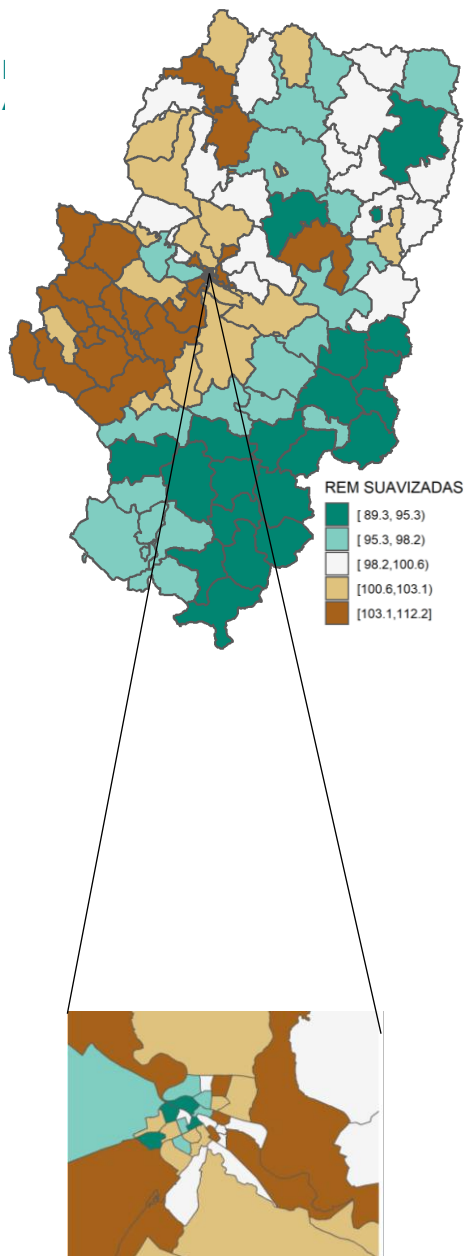 REM SUAVIZADAS
[ 89.3, 95.3)
[ 95.3, 98.2)
[ 98.2,100.6)
[100.6,103.1)
[103.1,112.2]